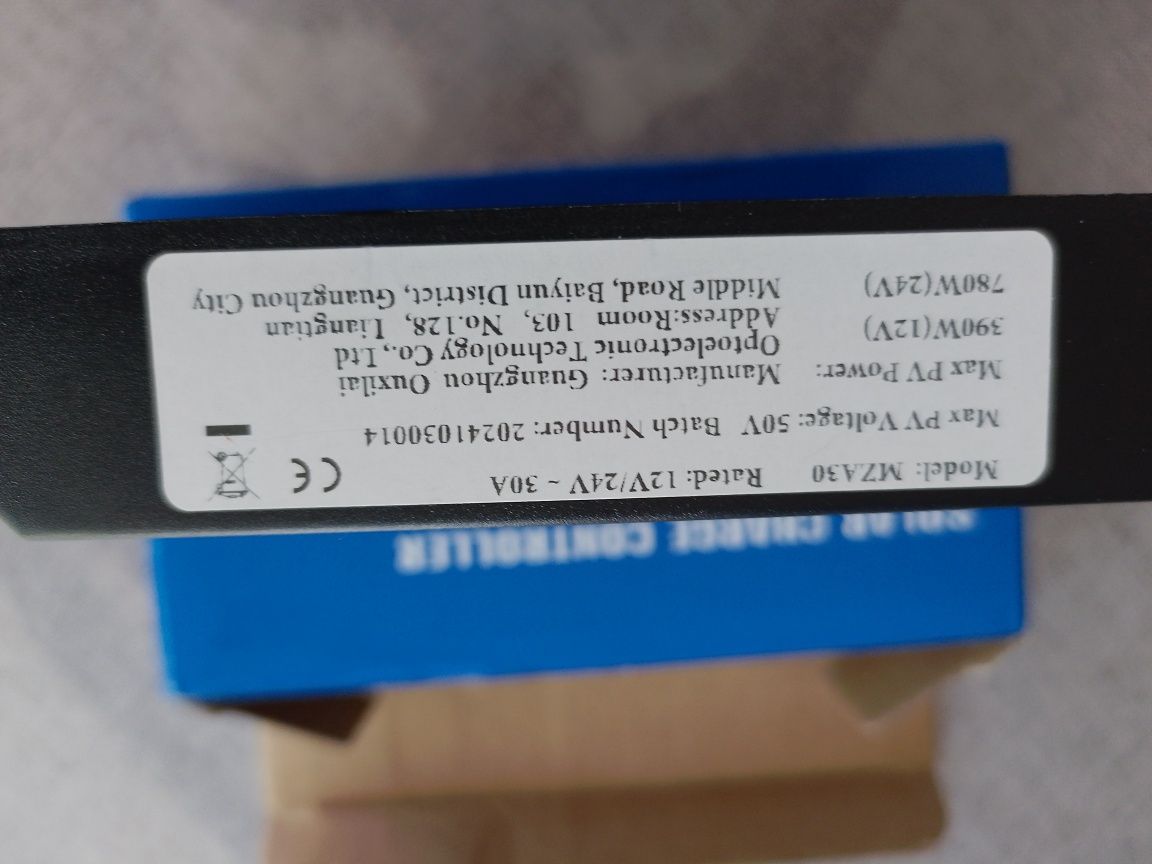 Model: MZA30 Rated: 12V/24V ~ 30A CE
Max PV Voltage: 50V Batch Number: 20241030014
Max PV Power:
390W(12V)
780W(24V)
Manufacturer: Guangzhou Ouxilai
Optoelectronic Technology Co., Ltd
Address:Room 103, No.128, Liangtian
Middle Road, Baiyun District, Guangzhou City
SOLAR CHARGE CONTROLLER